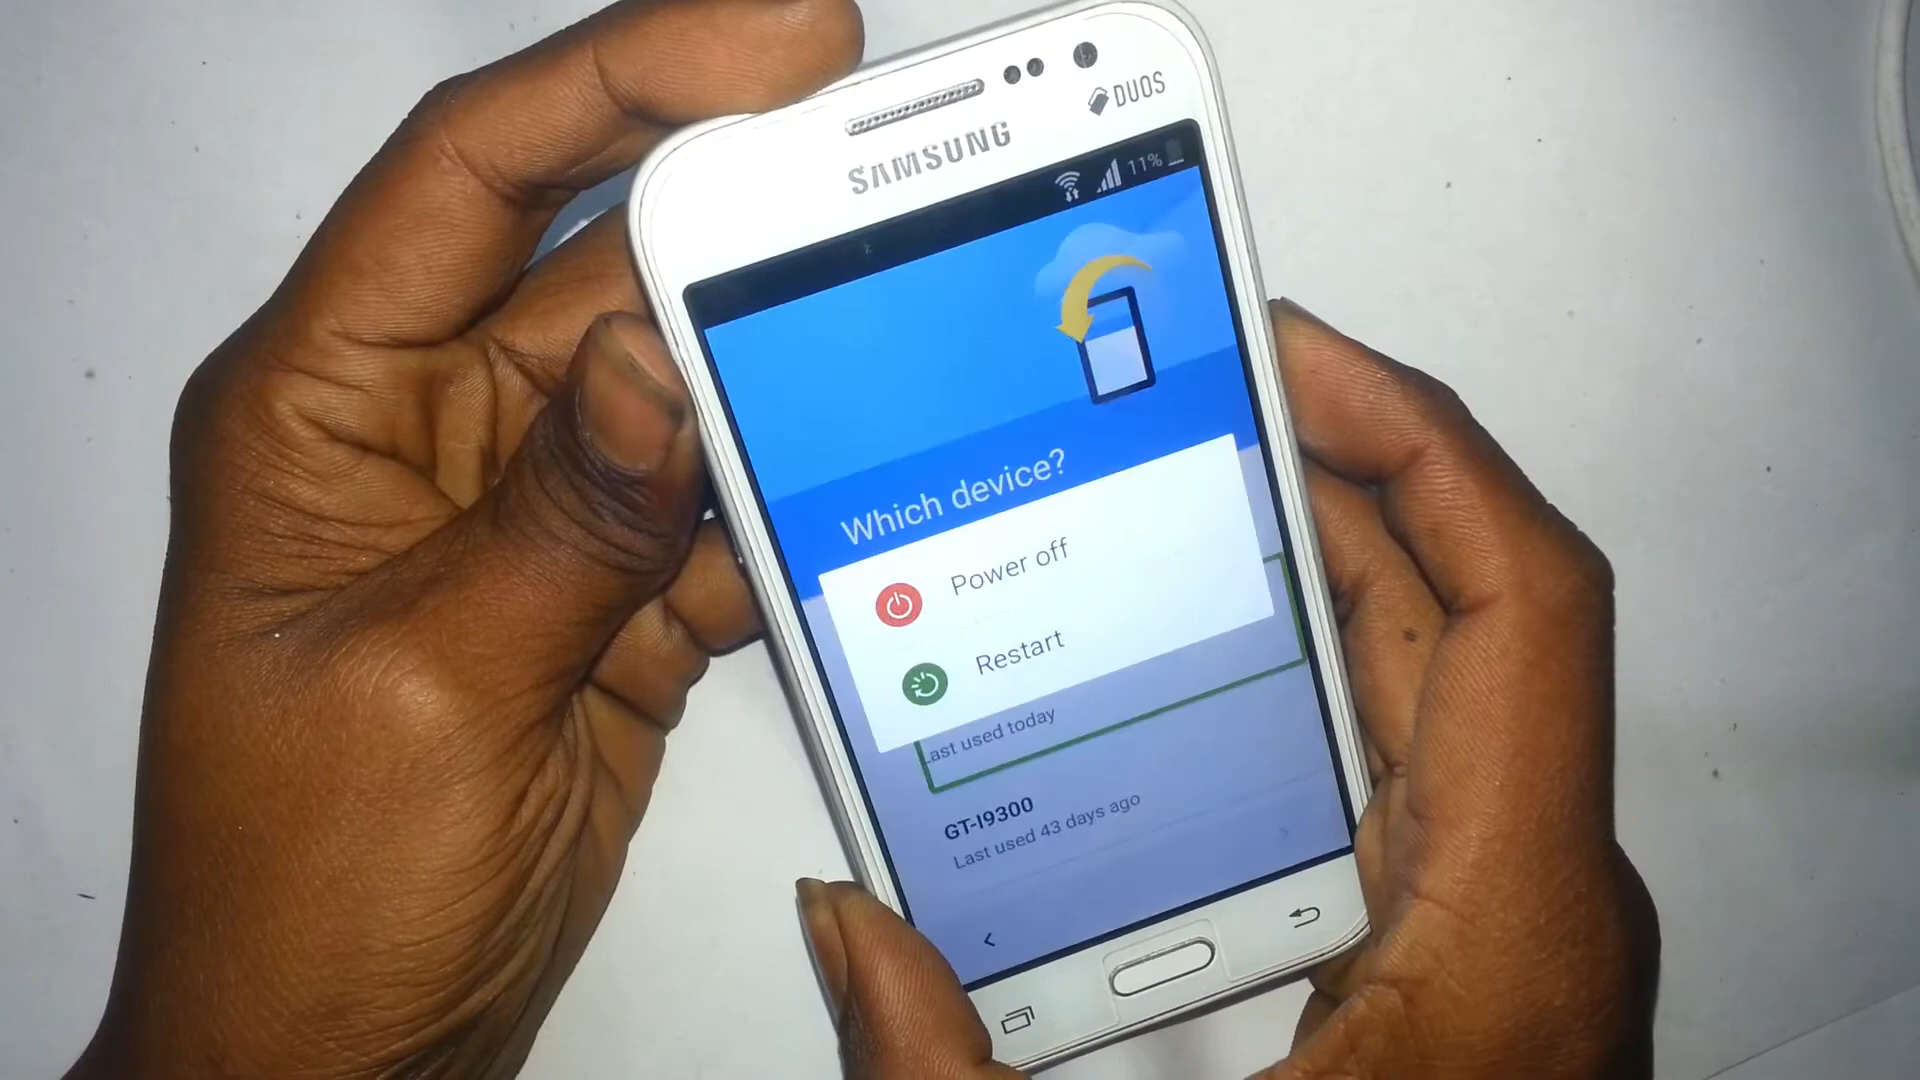 DUOS
SAMSUNG
11%
Which device?
Power off
Restart
Last used today
GT-I9300
Last used 43 days ago